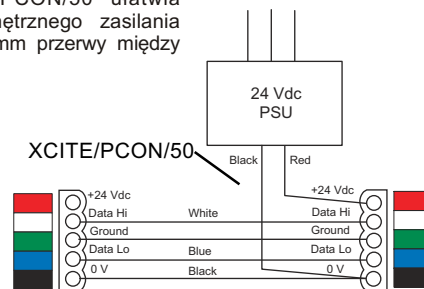 PCON/50 ułatwia
ętrznego zasilania
mm przerwy między
24 Vdc
PSU
XCITE/PCON/50
Black Red
+24 Vdc +24 Vdc
Data Hi White Data Hi
Ground Ground
Data Lo Blue Data Lo
0 V Black 0 V